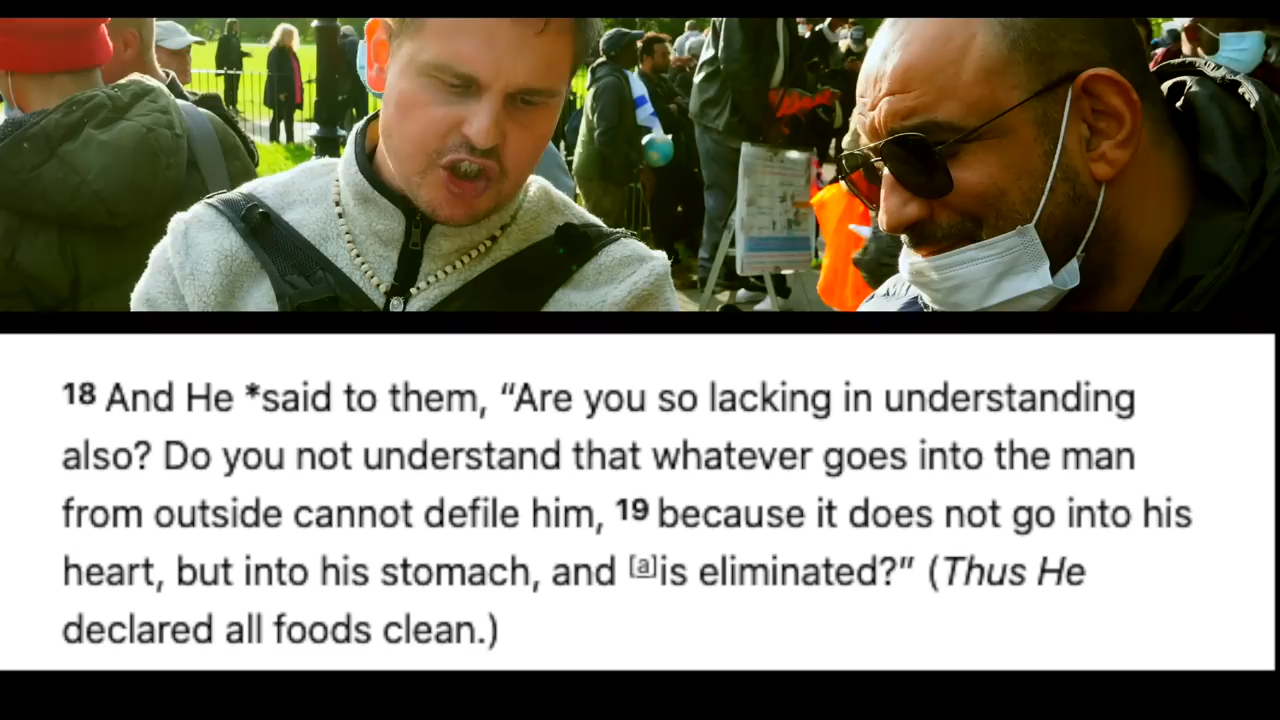 18 And He *said to them, “Are you so lacking in understanding
also? Do you not understand that whatever goes into the man
from outside cannot defile him, 19 because it does not go into his
heart, but into his stomach, and [a]is eliminated?” (Thus He
declared all foods clean.)